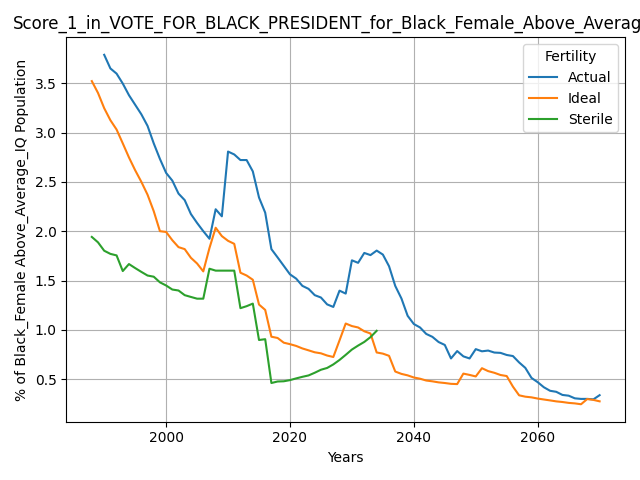 Score_1_in_VOTE_FOR_BLACK_PRESIDENT_for_Black_Female_Above_Averag
% of Black_Female Above_Average_IQ Population
Fertility
Actual
Ideal
Sterile
3.5
3.0
2.5
2.0
1.5
1.0
0.5
2000 2020 2040 2060
Years